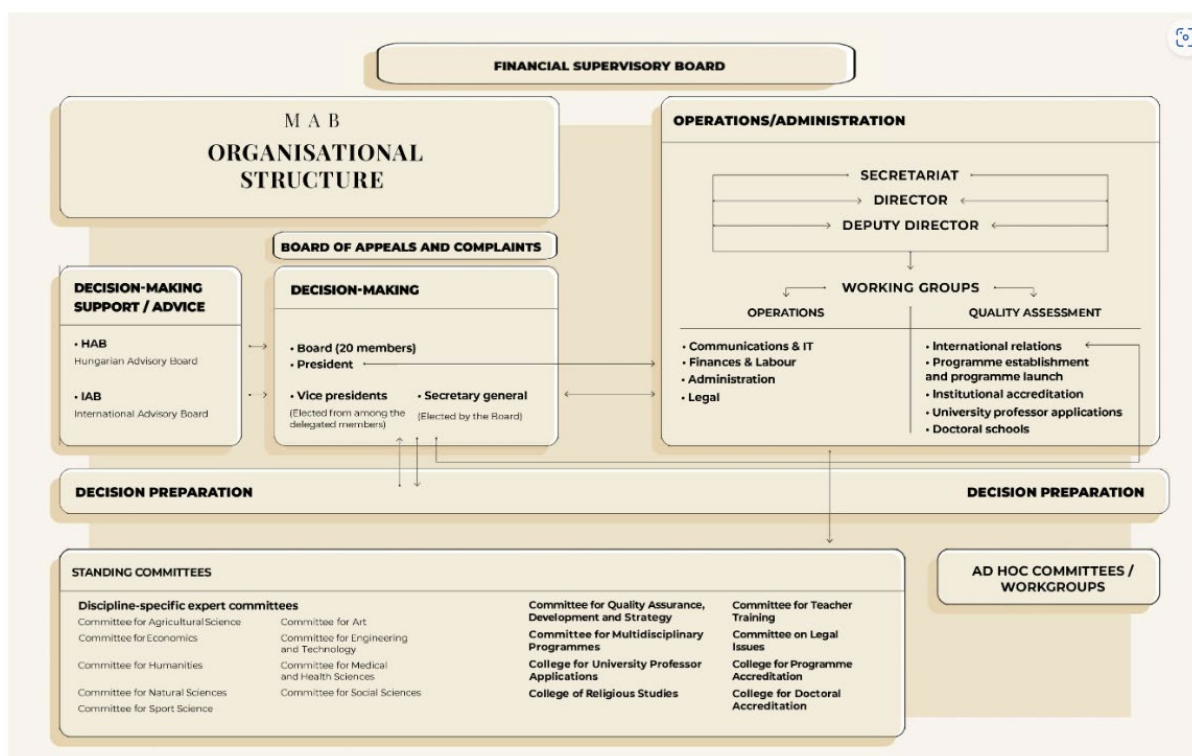 FINANCIAL SUPERVISORY BOARD
MAB
ORGANISATIONAL
STRUCTURE
OPERATIONS/ADMINISTRATION
SECRETARIAT
DIRECTOR
DEPUTY DIRECTOR
WORKING GROUPS
OPERATIONS
• Communications & IT
• Finances & Labour
• Administration
• Legal
QUALITY ASSESSMENT
• International relations
• Programme establishment
and programme launch
• Institutional accreditation
• University professor applications
• Doctoral schools
BOARD OF APPEALS AND COMPLAINTS
DECISION-MAKING
SUPPORT / ADVICE
• HAB
Hungarian Advisory Board
• IAB
International Advisory Board
DECISION-MAKING
• Board (20 members)
• President
• Vice presidents
(Elected from among the
delegated members)
• Secretary general
(Elected by the Board)
DECISION PREPARATION
DECISION PREPARATION
STANDING COMMITTEES
Discipline-specific expert committees
Committee for Agricultural Science
Committee for Economics
Committee for Humanities
Committee for Natural Sciences
Committee for Sport Science
Committee for Art
Committee for Engineering
and Technology
Committee for Medical
and Health Sciences
Committee for Social Sciences
Committee for Quality Assurance,
Development and Strategy
Committee for Multidisciplinary
Programmes
College for University Professor
Applications
College of Religious Studies
Committee for Teacher
Training
Committee on Legal
Issues
College for Programme
Accreditation
College for Doctoral
Accreditation
AD HOC COMMITTEES /
WORKGROUPS